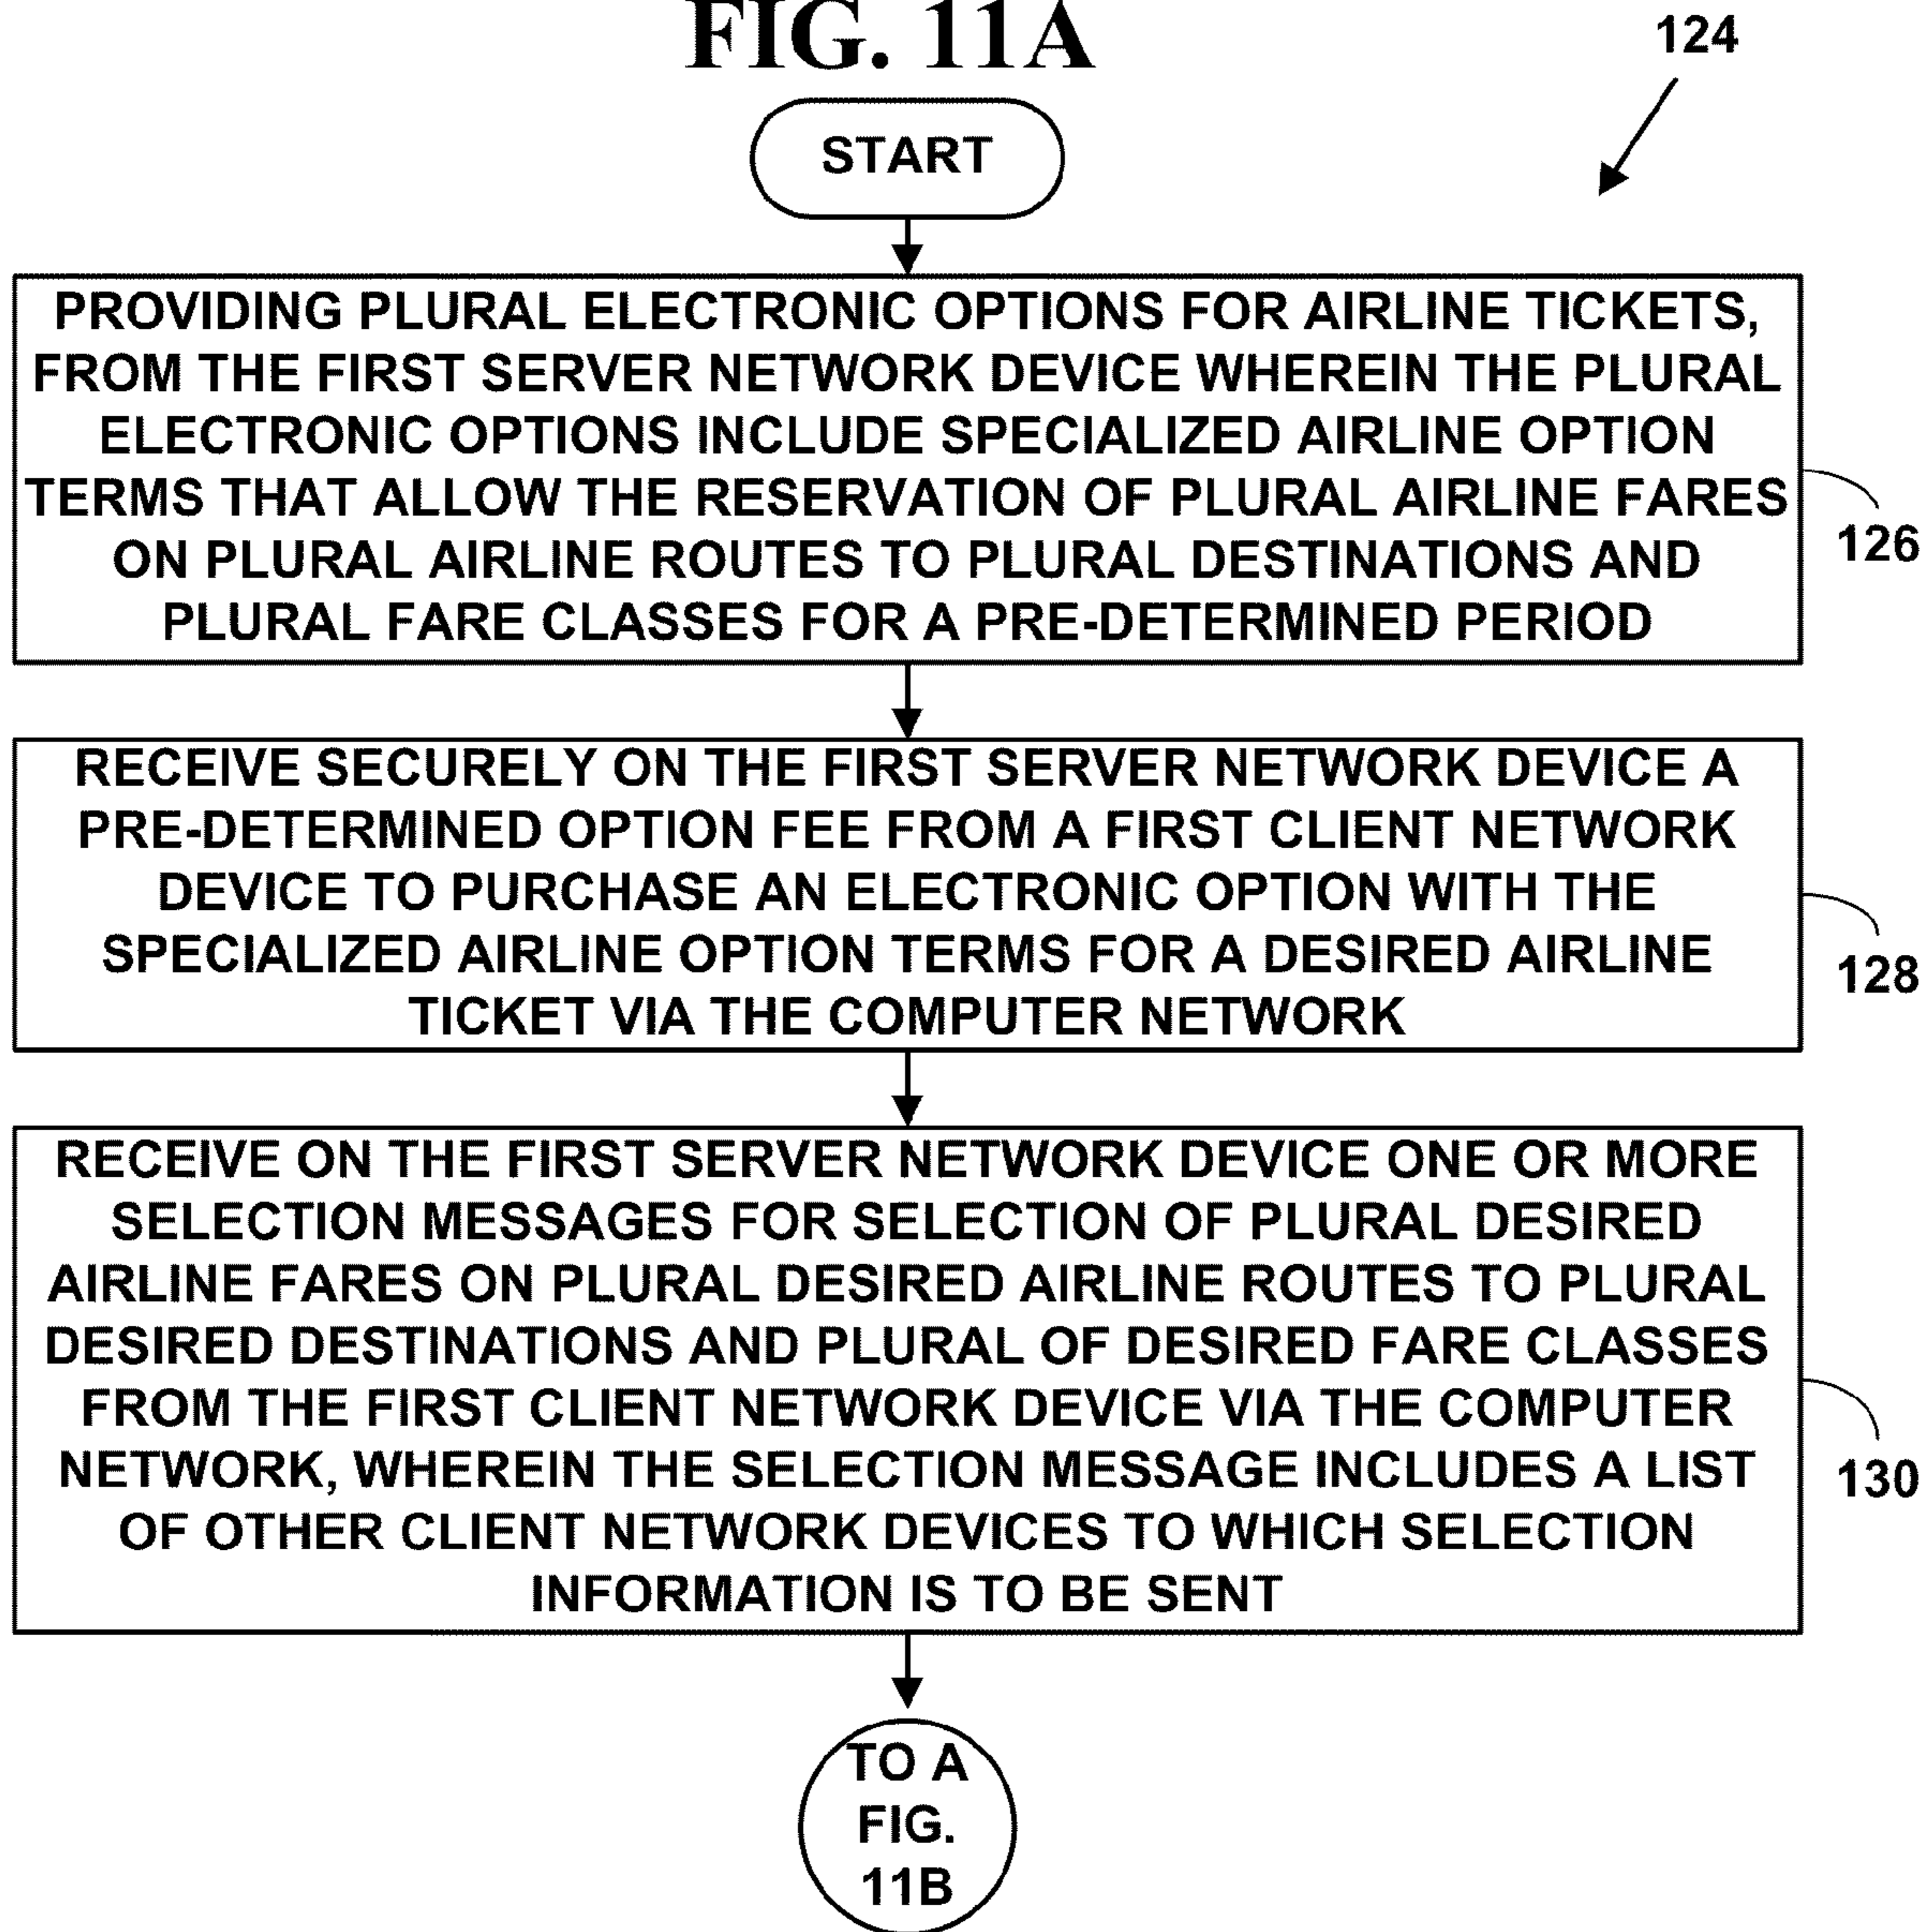 FIG. 11A
124
START
PROVIDING PLURAL ELECTRONIC OPTIONS FOR AIRLINE TICKETS,
FROM THE FIRST SERVER NETWORK DEVICE WHEREIN THE PLURAL
ELECTRONIC OPTIONS INCLUDE SPECIALIZED AIRLINE OPTION
TERMS THAT ALLOW THE RESERVATION OF PLURAL AIRLINE FARES
ON PLURAL AIRLINE ROUTES TO PLURAL DESTINATIONS AND
PLURAL FARE CLASSES FOR A PRE-DETERMINED PERIOD
126
RECEIVE SECURELY ON THE FIRST SERVER NETWORK DEVICE A
PRE-DETERMINED OPTION FEE FROM A FIRST CLIENT NETWORK
DEVICE TO PURCHASE AN ELECTRONIC OPTION WITH THE
SPECIALIZED AIRLINE OPTION TERMS FOR A DESIRED AIRLINE
TICKET VIA THE COMPUTER NETWORK
128
RECEIVE ON THE FIRST SERVER NETWORK DEVICE ONE OR MORE
SELECTION MESSAGES FOR SELECTION OF PLURAL DESIRED
AIRLINE FARES ON PLURAL DESIRED AIRLINE ROUTES TO PLURAL
DESIRED DESTINATIONS AND PLURAL OF DESIRED FARE CLASSES
FROM THE FIRST CLIENT NETWORK DEVICE VIA THE COMPUTER
NETWORK, WHEREIN THE SELECTION MESSAGE INCLUDES A LIST
OF OTHER CLIENT NETWORK DEVICES TO WHICH SELECTION
INFORMATION IS TO BE SENT
130
TO A
FIG.
11B